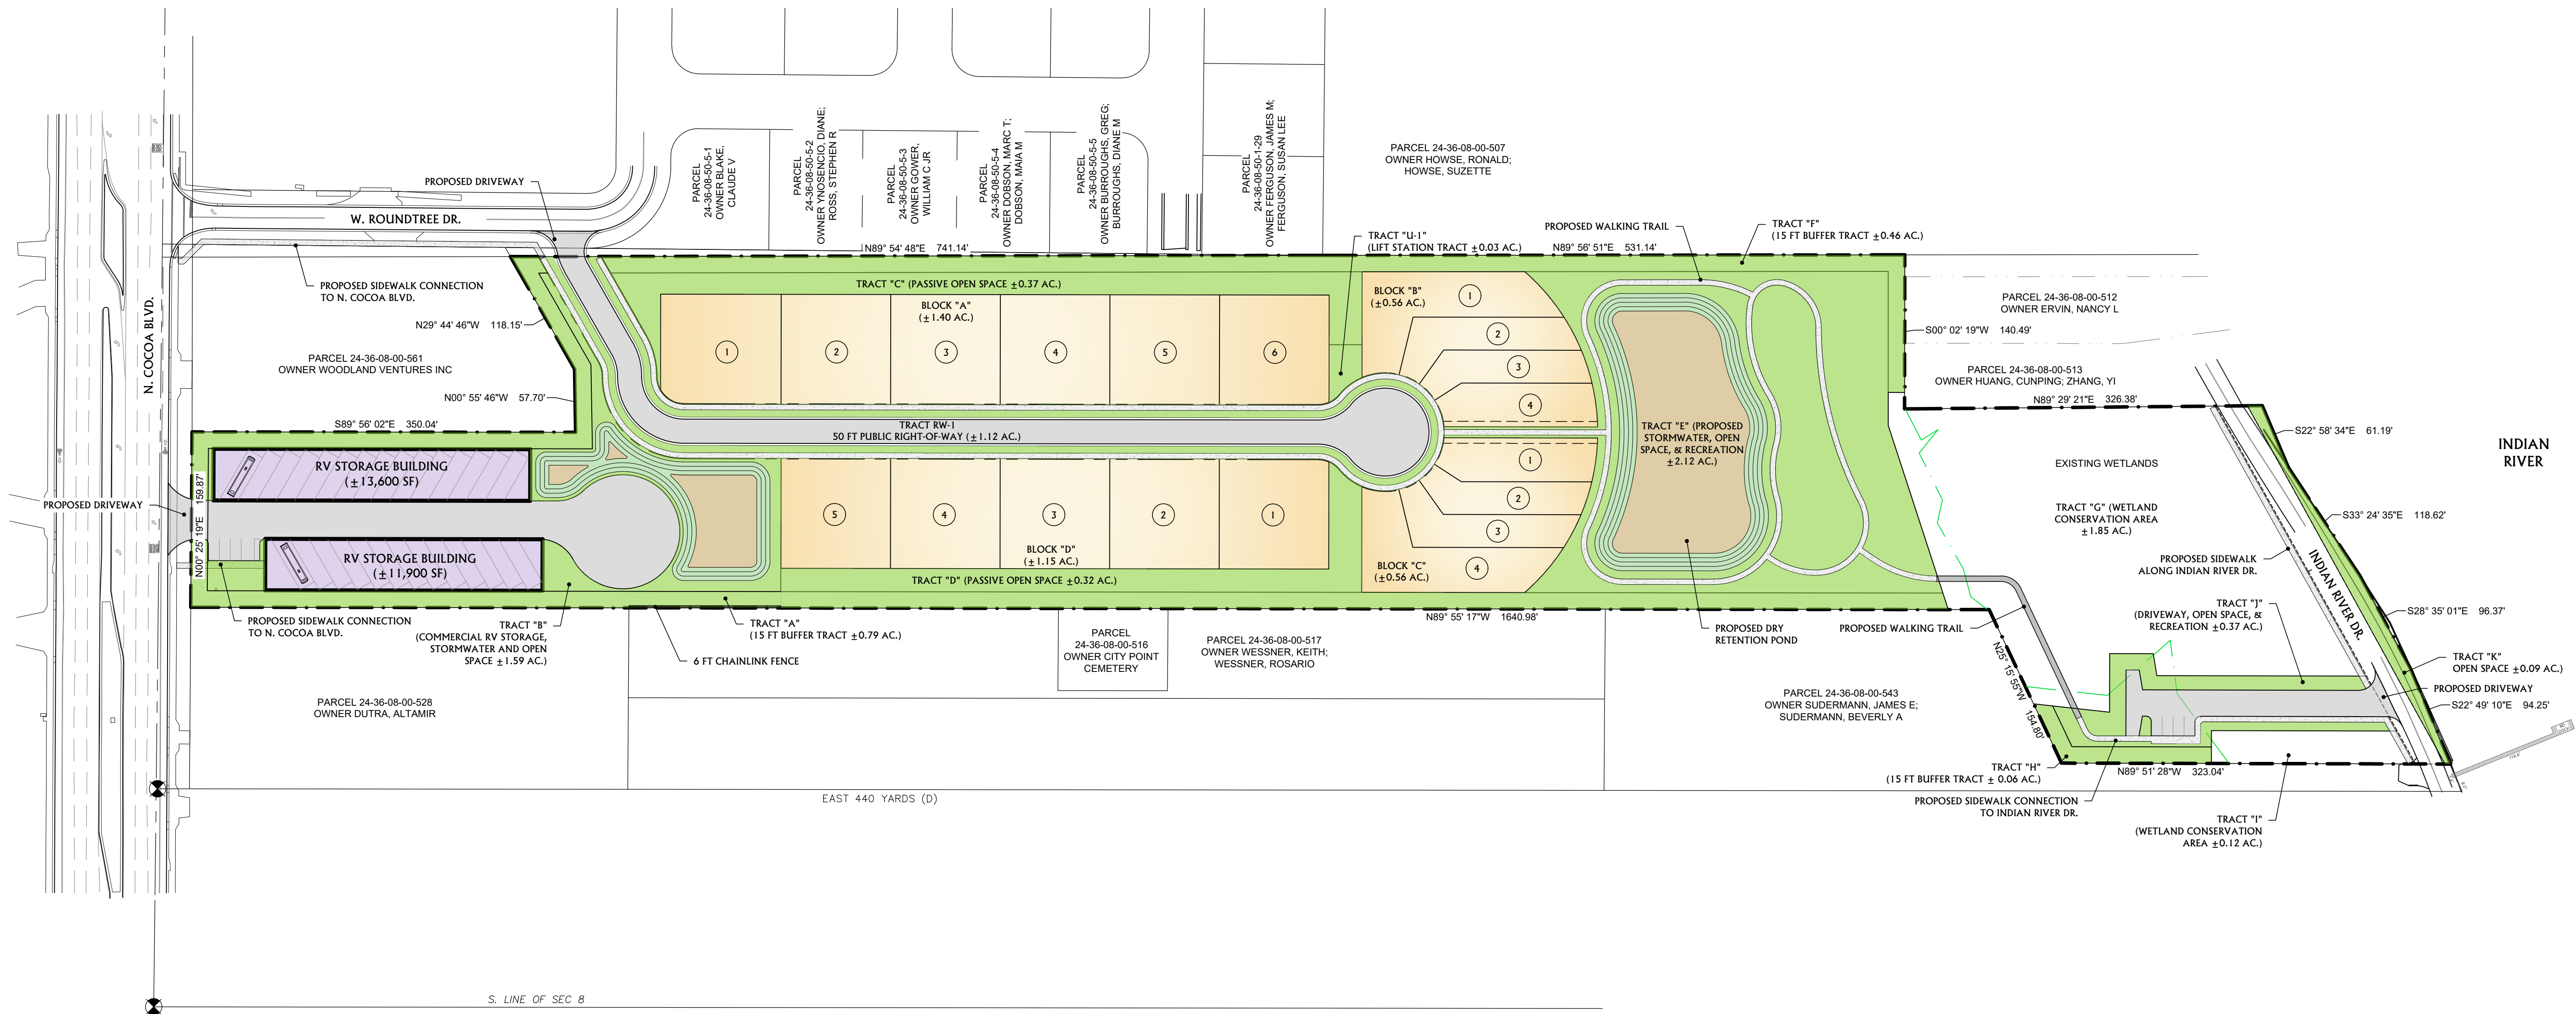 PARCEL
24-36-08-50-5-1
OWNER BLAKE,
CLAUDE V
PARCEL
24-36-08-50-5-2
OWNER YNOSENCIO, DIANE;
ROSS, STEPHEN R
PARCEL
24-36-08-50-5-3
OWNER GOWER,
WILLIAM C JR
PARCEL
24-36-08-50-5-4
OWNER DOBSON, MARC T;
DOBSON, MAIA M
PARCEL
24-36-08-50-5-5
OWNER BURROUGHS, GREG;
BURROUGHS, DIANE M
PARCEL
24-36-08-50-1-29
OWNER FERGUSON, JAMES M;
FERGUSON, SUSAN LEE
PARCEL 24-36-08-00-507
OWNER HOWSE, RONALD;
HOWSE, SUZETTE
PROPOSED DRIVEWAY
W. ROUNDTREE DR.
N. COCOA BLVD.
PROPOSED SIDEWALK CONNECTION
TO N. COCOA BLVD.
N29° 44' 46"W 118.15'
PARCEL 24-36-08-00-561
OWNER WOODLAND VENTURES INC
N00° 55' 46"W 57.70'
S89° 56' 02"E 350.04'
N89° 54' 48"E 741.14'
TRACT "U-1"
(LIFT STATION TRACT ±0.03 AC.)
PROPOSED WALKING TRAIL
N89° 56' 51"E 531.14'
TRACT "F"
(15 FT BUFFER TRACT ±0.46 AC.)
TRACT "C" (PASSIVE OPEN SPACE ±0.37 AC.)
BLOCK "A"
(±1.40 AC.)
1
2
3
4
5
6
BLOCK "B"
(±0.56 AC.)
1
2
3
4
TRACT RW-1
50 FT PUBLIC RIGHT-OF-WAY (±1.12 AC.)
TRACT "E" (PROPOSED
STORMWATER, OPEN
SPACE, & RECREATION
±2.12 AC.)
1
2
3
4
BLOCK "C"
(±0.56 AC.)
5
4
3
2
1
BLOCK "D"
(±1.15 AC.)
TRACT "D" (PASSIVE OPEN SPACE ±0.32 AC.)
RV STORAGE BUILDING
(±13,600 SF)
RV STORAGE BUILDING
(±11,900 SF)
N00° 25' 19"E 159.87'
PROPOSED DRIVEWAY
PROPOSED SIDEWALK CONNECTION
TO N. COCOA BLVD.
TRACT "B"
(COMMERCIAL RV STORAGE,
STORMWATER AND OPEN
SPACE ±1.59 AC.)
TRACT "A"
(15 FT BUFFER TRACT ±0.79 AC.)
6 FT CHAINLINK FENCE
PARCEL 24-36-08-00-528
OWNER DUTRA, ALTAMIR
PARCEL
24-36-08-00-516
OWNER CITY POINT
CEMETERY
PARCEL 24-36-08-00-517
OWNER WESSNER, KEITH;
WESSNER, ROSARIO
N89° 55' 17"W 1640.98'
PROPOSED DRY
RETENTION POND
PROPOSED WALKING TRAIL
PARCEL 24-36-08-00-543
OWNER SUDERMANN, JAMES E;
SUDERMANN, BEVERLY A
PARCEL 24-36-08-00-512
OWNER ERVIN, NANCY L
S00° 02' 19"W 140.49'
PARCEL 24-36-08-00-513
OWNER HUANG, CUNPING; ZHANG, YI
N89° 29' 21"E 326.38'
S22° 58' 34"E 61.19'
INDIAN
RIVER
EXISTING WETLANDS
TRACT "G" (WETLAND
CONSERVATION AREA
±1.85 AC.)
S33° 24' 35"E 118.62'
PROPOSED SIDEWALK
ALONG INDIAN RIVER DR.
INDIAN RIVER DR.
TRACT "J"
(DRIVEWAY, OPEN SPACE, &
RECREATION ±0.37 AC.)
S28° 35' 01"E 96.37'
TRACT "K"
OPEN SPACE ±0.09 AC.)
PROPOSED DRIVEWAY
S22° 49' 10"E 94.25'
N25° 15' 55"W 154.80'
TRACT "H"
(15 FT BUFFER TRACT ± 0.06 AC.)
N89° 51' 28"W 323.04'
PROPOSED SIDEWALK CONNECTION
TO INDIAN RIVER DR.
TRACT "I"
(WETLAND CONSERVATION
AREA ±0.12 AC.)
EAST 440 YARDS (D)
S. LINE OF SEC 8